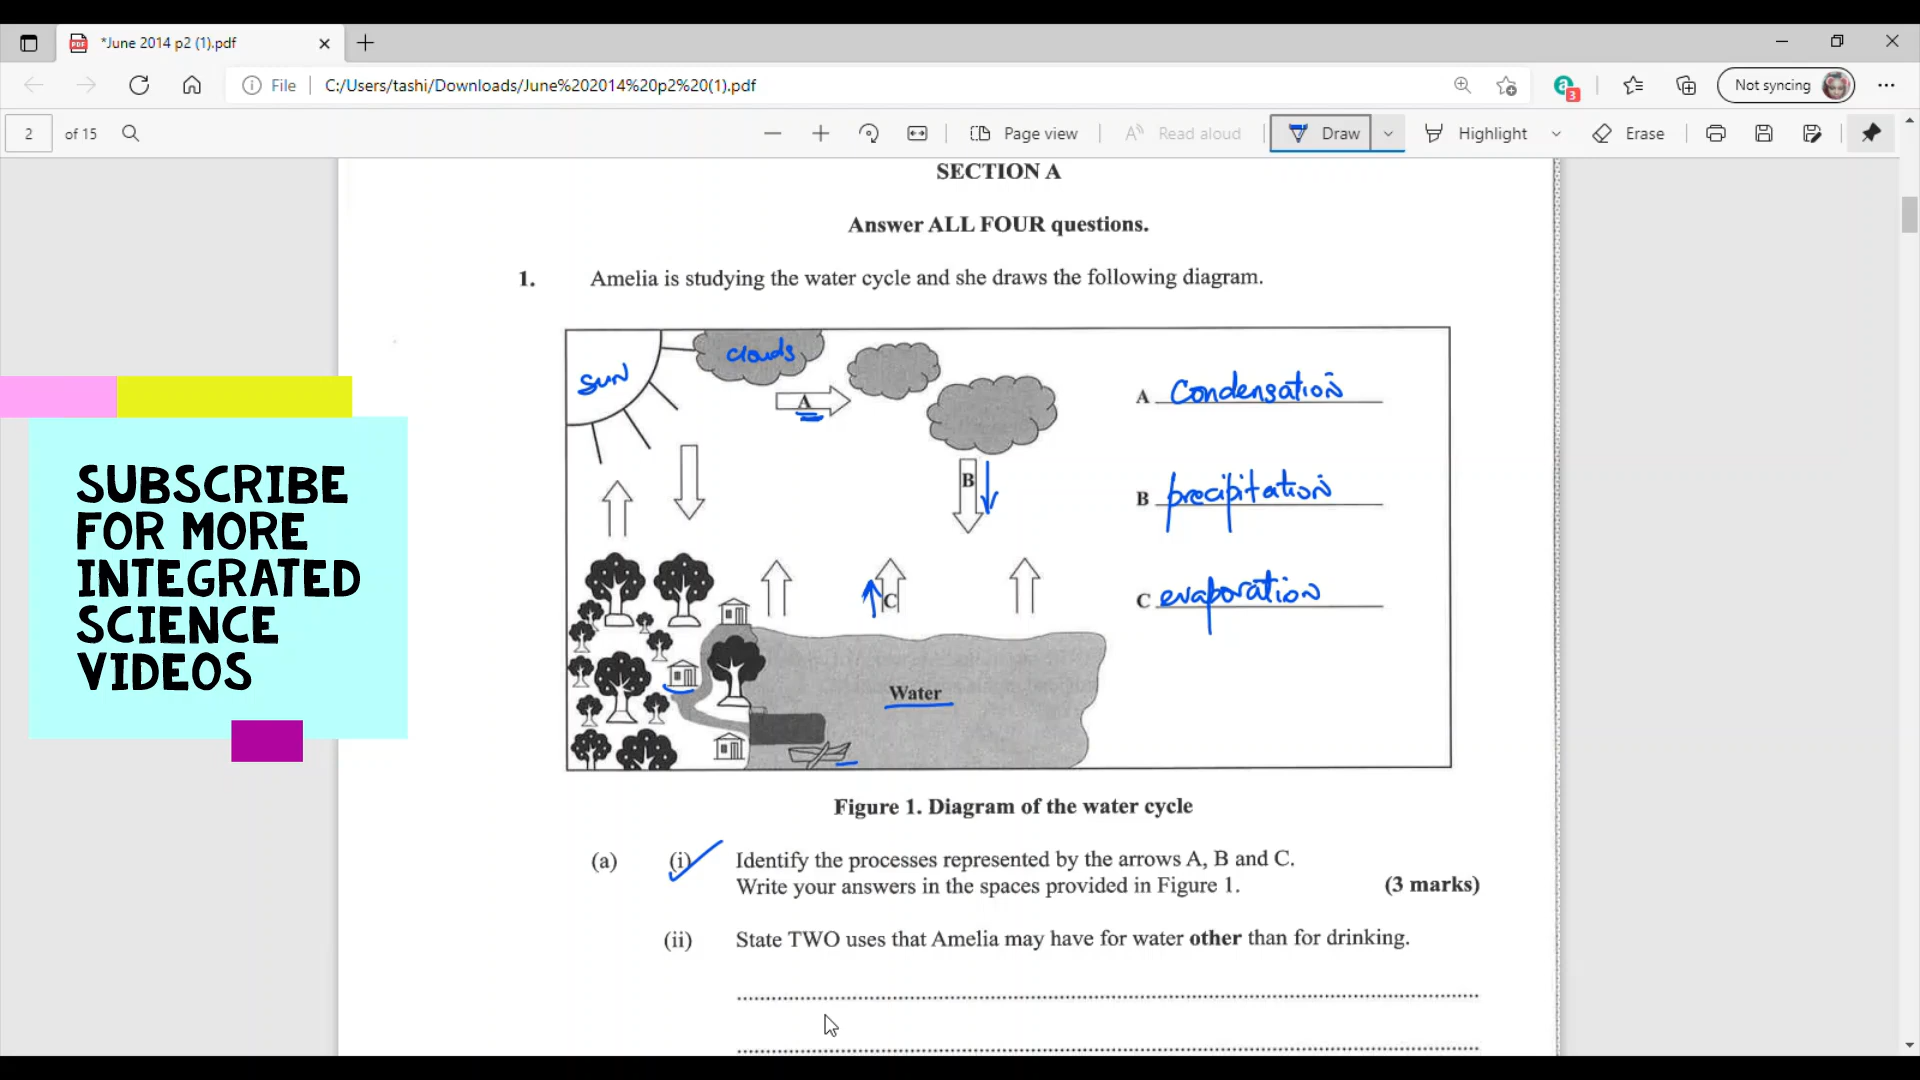 *June 2014 p2 (1).pdf
File
C:/Users/tashi/Downloads/June%202014%20p2%20(1).pdf
3
Not syncing
2 of 15
Page view
Read aloud
Draw
Highlight
Erase
SECTION A
Answer ALL FOUR questions.
1. Amelia is studying the water cycle and she draws the following diagram.
sun
clouds
A
B
C
Water
A condensation
B precipitation
C evaporation
Figure 1. Diagram of the water cycle
(a) (i) Identify the processes represented by the arrows A, B and C.
Write your answers in the spaces provided in Figure 1. (3 marks)
(ii) State TWO uses that Amelia may have for water other than for drinking.
SUBSCRIBE
FOR MORE
INTEGRATED
SCIENCE
VIDEOS